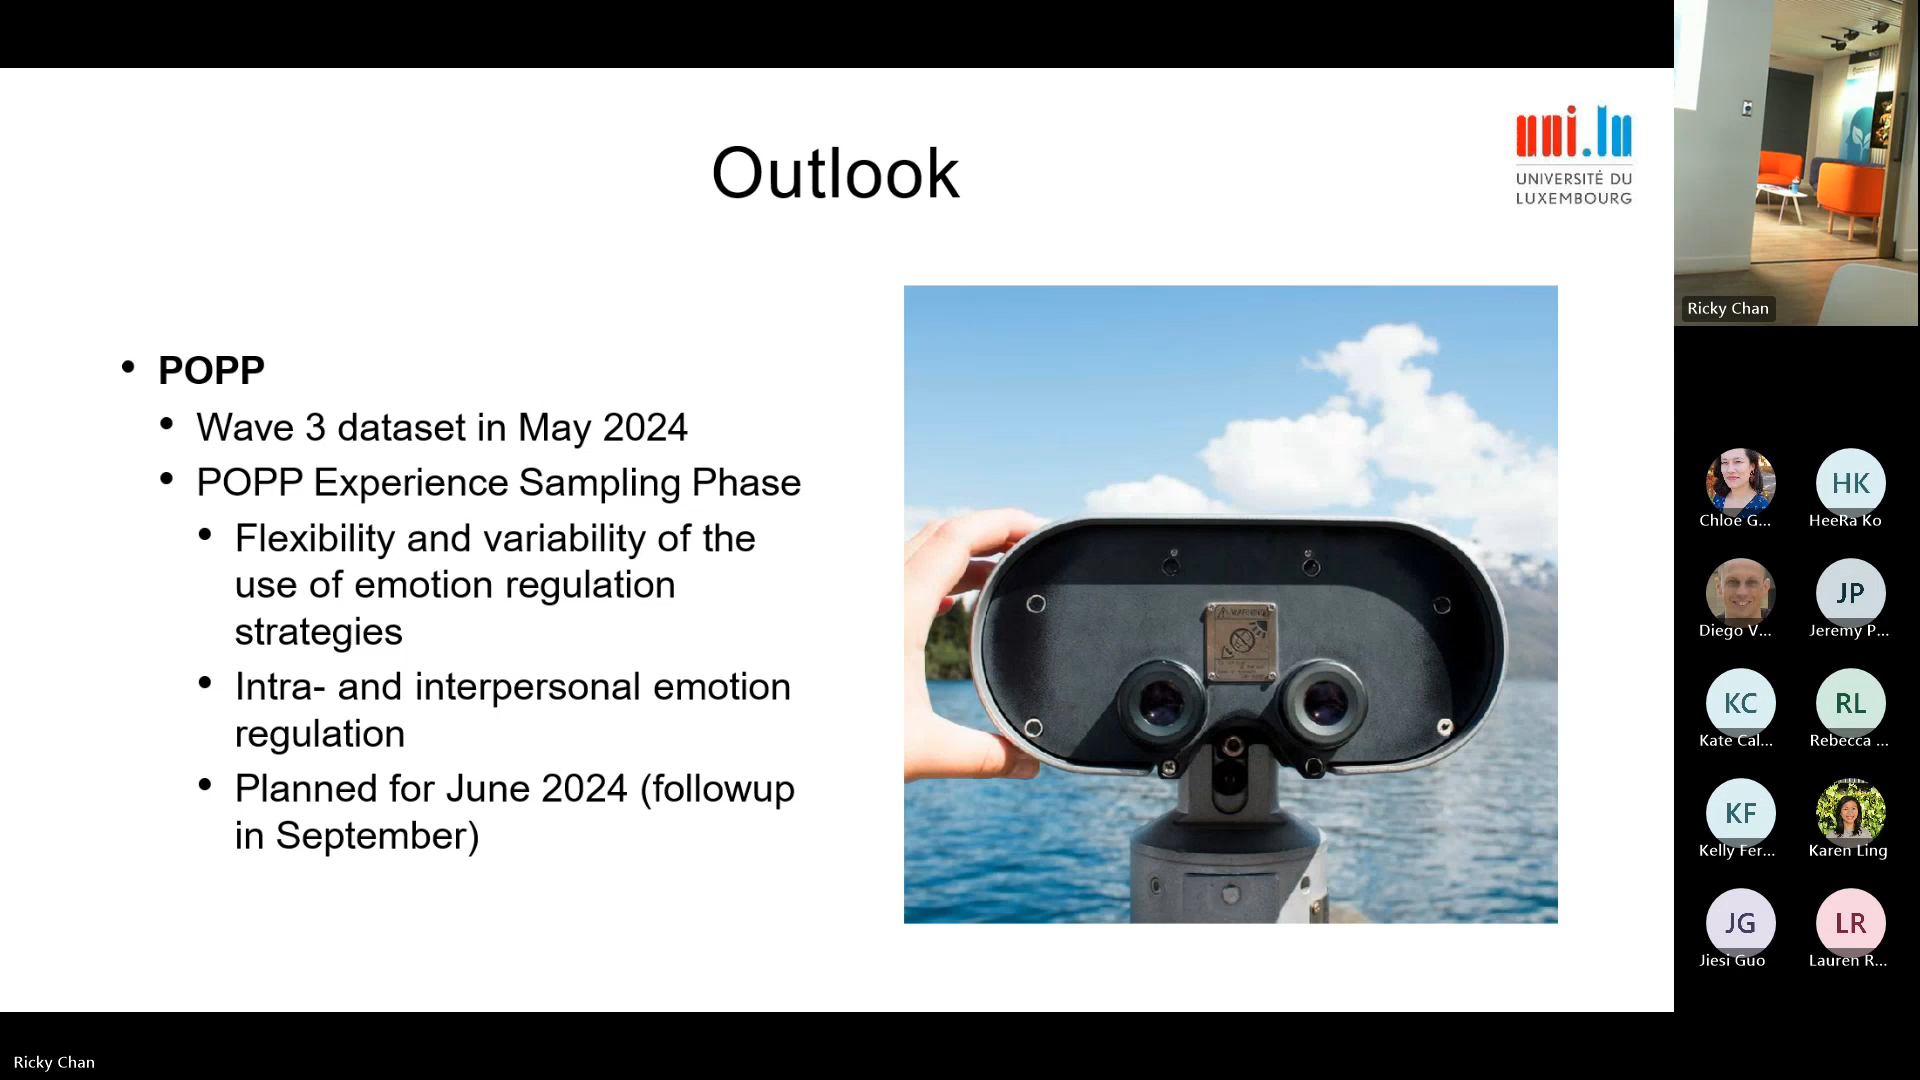 Outlook
uni.lu
UNIVERSITÉ DU
LUXEMBOURG
• POPP
• Wave 3 dataset in May 2024
• POPP Experience Sampling Phase
• Flexibility and variability of the
use of emotion regulation
strategies
• Intra- and interpersonal emotion
regulation
• Planned for June 2024 (followup
in September)
WARNING
Ricky Chan
Chloe G...
HK
HeeRa Ko
Diego V...
JP
Jeremy P...
KC
Kate Cal...
RL
Rebecca ...
KF
Kelly Fer...
Karen Ling
JG
Jiesi Guo
LR
Lauren R...
Ricky Chan